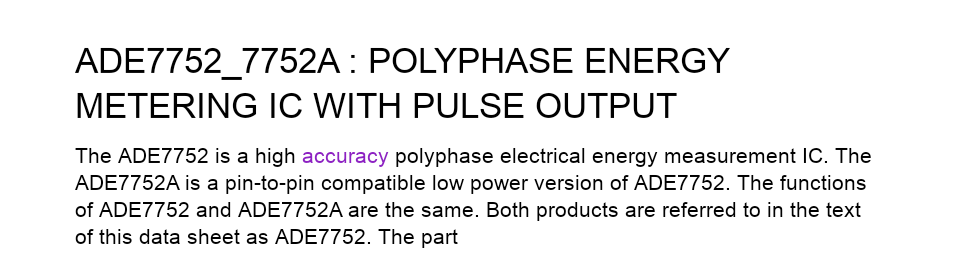 ADE7752_7752A : POLYPHASE ENERGY
METERING IC WITH PULSE OUTPUT
The ADE7752 is a high accuracy polyphase electrical energy measurement IC. The
ADE7752A is a pin-to-pin compatible low power version of ADE7752. The functions
of ADE7752 and ADE7752A are the same. Both products are referred to in the text
of this data sheet as ADE7752. The part